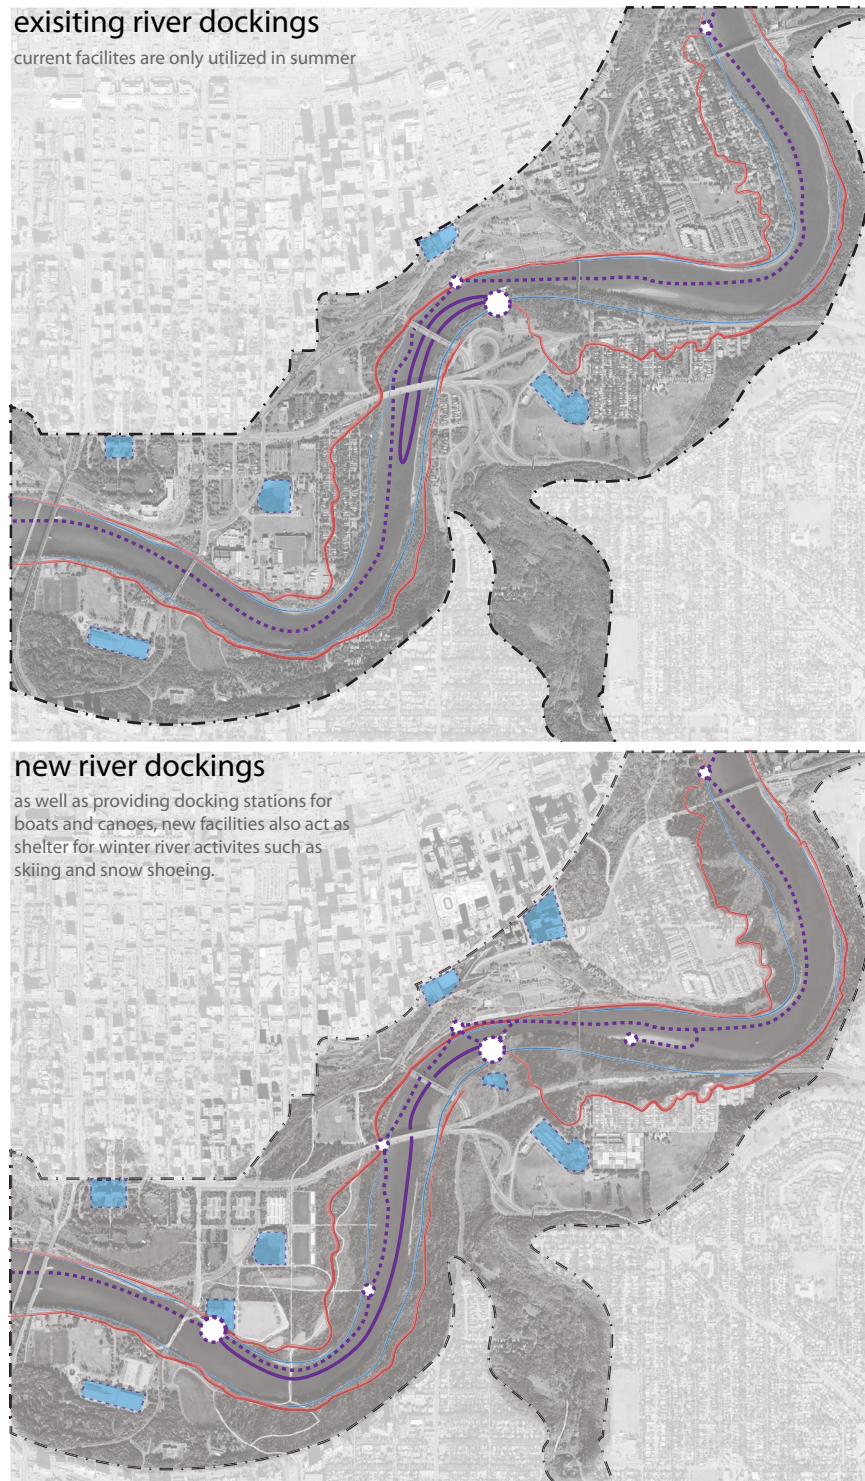 exisiting river dockings
current facilites are only utilized in summer
new river dockings
as well as providing docking stations for
boats and canoes, new facilities also act as
shelter for winter river activites such as
skiing and snow shoeing.